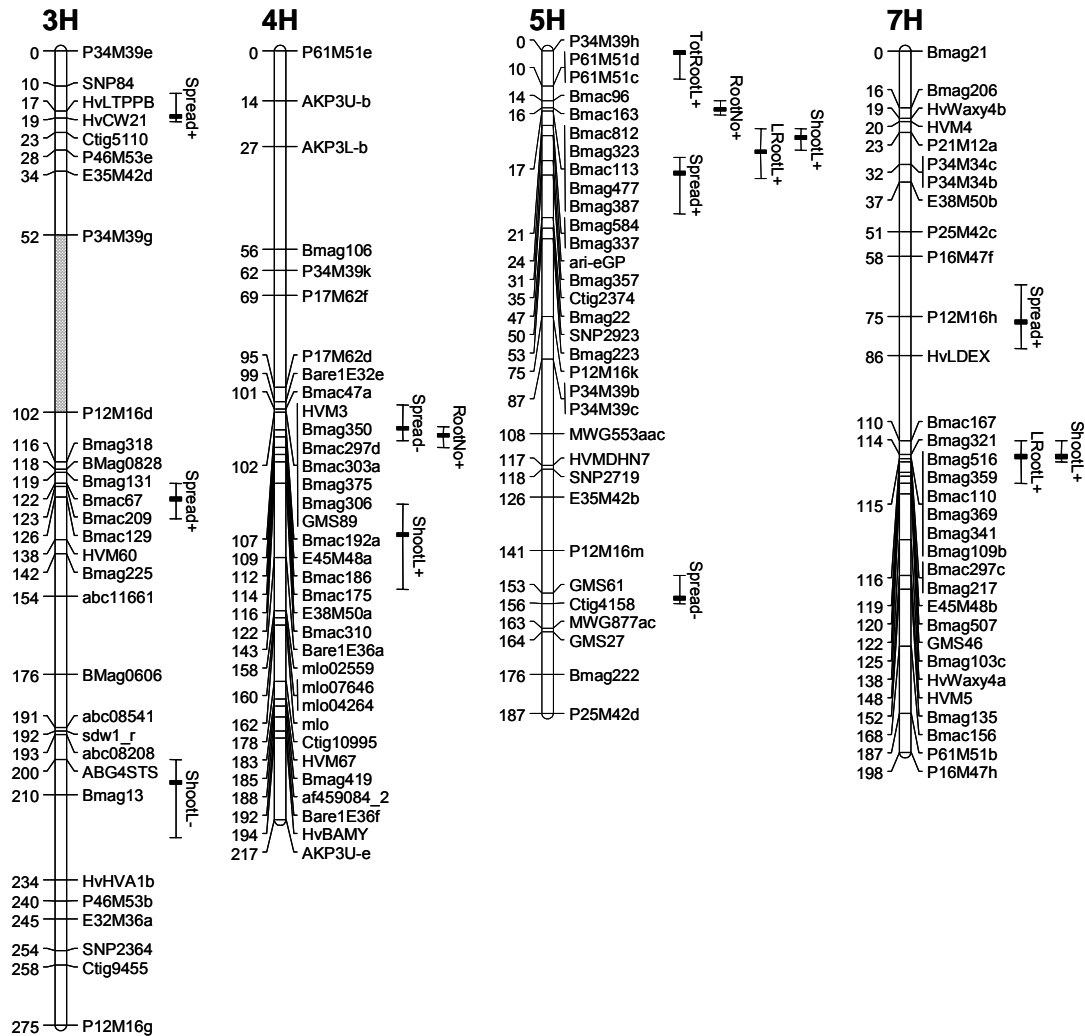 3H
0 P34M39e
10 SNP84
17 HvLTPPB
19 HvCW21
23 Ctig5110
28 P46M53e
34 E35M42d
52 P34M39g
102 P12M16d
116 Bmag318
118 BMag0828
119 Bmag131
122 Bmac67
123 Bmac209
126 Bmac129
138 HVM60
142 Bmag225
154 abc11661
176 BMag0606
191 abc08541
192 sdw1_r
193 abc08208
200 ABG4STS
210 Bmag13
234 HvHVA1b
240 P46M53b
245 E32M36a
254 SNP2364
258 Ctig9455
275 P12M16g
Spread+
Spread+
ShootL-
4H
0 P61M51e
14 AKP3U-b
27 AKP3L-b
56 Bmag106
62 P34M39k
69 P17M62f
95 P17M62d
99 Bare1E32e
101 Bmac47a
HVM3
Bmag350
Bmac297d
102 Bmac303a
Bmag375
Bmag306
GMS89
107 Bmac192a
109 E45M48a
112 Bmac186
114 Bmac175
116 E38M50a
122 Bmac310
143 Bare1E36a
158 mlo02559
160 mlo07646
mlo04264
162 mlo
178 Ctig10995
183 HVM67
185 Bmag419
188 af459084_2
192 Bare1E36f
194 HvBAMY
217 AKP3U-e
Spread-
RootNo+
ShootL+
5H
0 P34M39h
10 P61M51d
P61M51c
14 Bmac96
16 Bmac163
Bmac812
Bmag323
17 Bmac113
Bmag477
Bmag387
21 Bmag584
Bmag337
24 ari-eGP
31 Bmag357
35 Ctig2374
47 Bmag22
50 SNP2923
53 Bmag223
75 P12M16k
87 P34M39b
P34M39c
108 MWG553aac
117 HVMDHN7
118 SNP2719
126 E35M42b
141 P12M16m
153 GMS61
156 Ctig4158
163 MWG877ac
164 GMS27
176 Bmag222
187 P25M42d
TotRootL+
RootNo+
LRootL+
ShootL+
Spread+
Spread-
7H
0 Bmag21
16 Bmag206
19 HvWaxy4b
20 HVM4
23 P21M12a
32 P34M34c
P34M34b
37 E38M50b
51 P25M42c
58 P16M47f
75 P12M16h
86 HvLDEX
110 Bmac167
114 Bmag321
Bmag516
Bmag359
115 Bmac110
Bmag369
Bmag341
Bmag109b
116 Bmac297c
Bmag217
119 E45M48b
120 Bmag507
122 GMS46
125 Bmag103c
138 HvWaxy4a
148 HVM5
152 Bmag135
168 Bmac156
187 P61M51b
198 P16M47h
Spread+
LRootL+
ShootL+